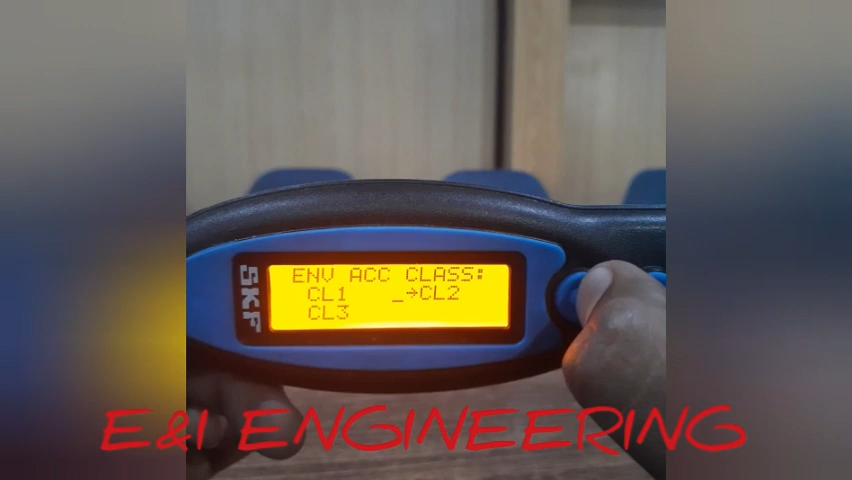 SKF
ENV ACC CLASS:
CL1 _→CL2
CL3
E&I ENGINEERING